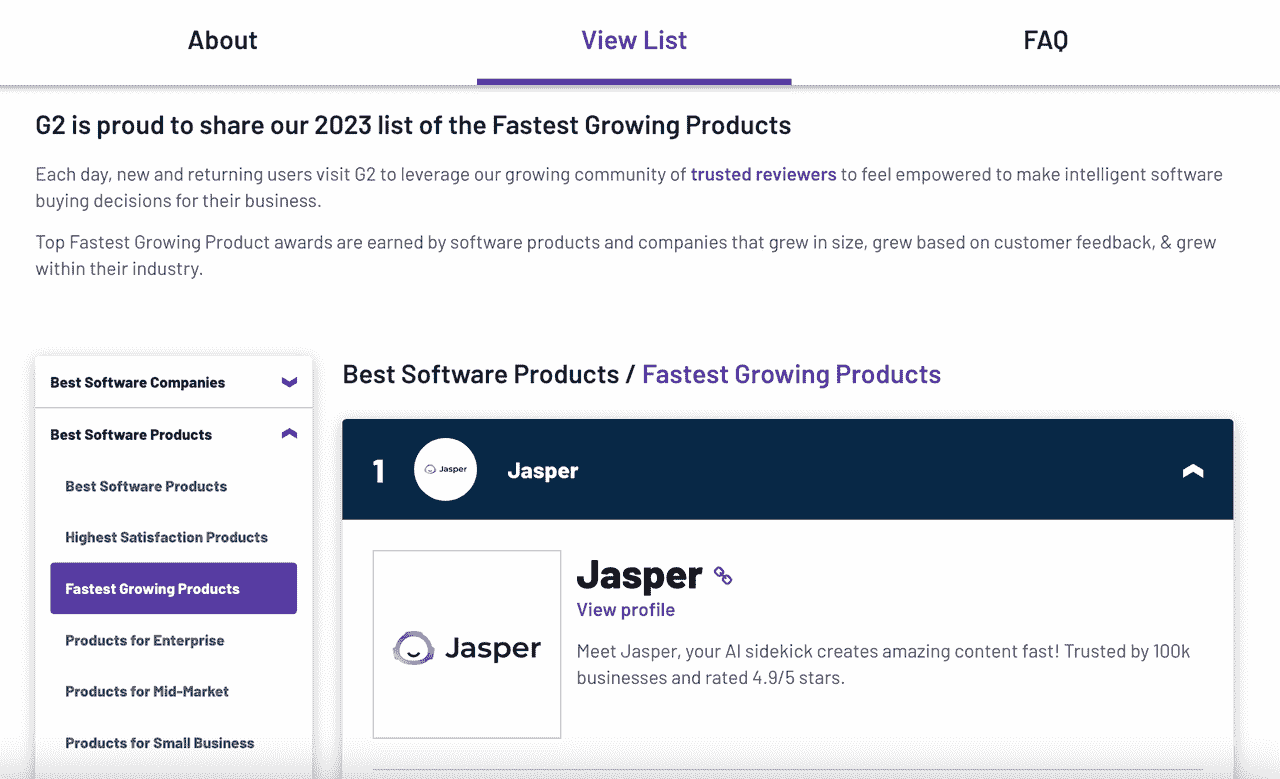 About
View List
FAQ
G2 is proud to share our 2023 list of the Fastest Growing Products
Each day, new and returning users visit G2 to leverage our growing community of trusted reviewers to feel empowered to make intelligent software
buying decisions for their business.
Top Fastest Growing Product awards are earned by software products and companies that grew in size, grew based on customer feedback, & grew
within their industry.
Best Software Companies
Best Software Products
Best Software Products
Highest Satisfaction Products
Fastest Growing Products
Products for Enterprise
Products for Mid-Market
Products for Small Business
Best Software Products / Fastest Growing Products
1 Jasper Jasper
Jasper
Jasper
View profile
Meet Jasper, your AI sidekick creates amazing content fast! Trusted by 100k
businesses and rated 4.9/5 stars.